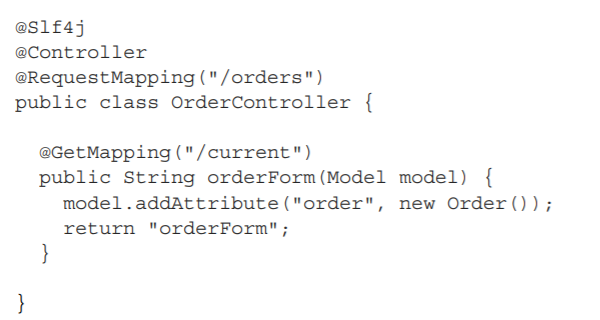 @Slf4j
@Controller
@RequestMapping("/orders")
public class OrderController {
@GetMapping("/current")
public String orderForm(Model model) {
model.addAttribute("order", new Order());
return "orderForm";
}
}